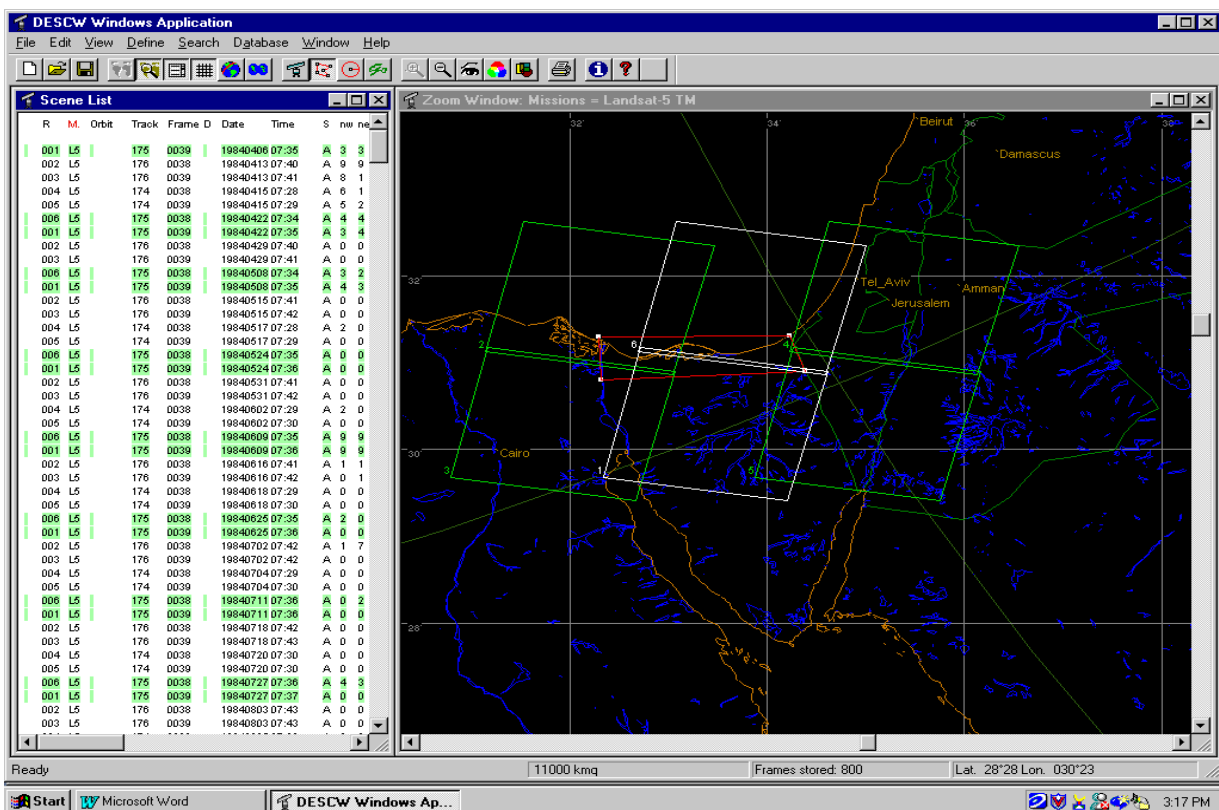 DESCW Windows Application
File Edit View Define Search Database Window Help
Scene List
R M. Orbit Track Frame D Date Time S nw ne
001 L5 175 0039 19840406 07:35 A 3 3
002 L5 176 0038 19840413 07:40 A 9 9
003 L5 176 0039 19840413 07:41 A 8 1
004 L5 174 0038 19840415 07:28 A 6 1
005 L5 174 0039 19840415 07:29 A 5 2
006 L5 175 0038 19840422 07:34 A 4 4
001 L5 175 0039 19840422 07:35 A 3 4
002 L5 176 0038 19840429 07:40 A 0 0
003 L5 176 0039 19840429 07:41 A 0 0
006 L5 175 0038 19840508 07:34 A 3 2
001 L5 175 0039 19840508 07:35 A 4 3
002 L5 176 0038 19840515 07:41 A 0 0
003 L5 176 0039 19840515 07:42 A 0 0
004 L5 174 0038 19840517 07:28 A 2 0
005 L5 174 0039 19840517 07:29 A 0 0
006 L5 175 0038 19840524 07:35 A 0 0
001 L5 175 0039 19840524 07:36 A 0 0
002 L5 176 0038 19840531 07:41 A 0 0
003 L5 176 0039 19840531 07:42 A 0 0
004 L5 174 0038 19840602 07:29 A 2 0
005 L5 174 0039 19840602 07:30 A 0 0
006 L5 175 0038 19840609 07:35 A 9 9
001 L5 175 0039 19840609 07:36 A 9 9
002 L5 176 0038 19840616 07:41 A 1 1
003 L5 176 0039 19840616 07:42 A 0 1
004 L5 174 0038 19840618 07:29 A 0 0
005 L5 174 0039 19840618 07:30 A 0 0
006 L5 175 0038 19840625 07:35 A 2 0
001 L5 175 0039 19840625 07:36 A 0 0
002 L5 176 0038 19840702 07:42 A 1 7
003 L5 176 0039 19840702 07:42 A 0 0
004 L5 174 0038 19840704 07:29 A 0 0
005 L5 174 0039 19840704 07:30 A 0 0
006 L5 175 0038 19840711 07:36 A 0 2
001 L5 175 0039 19840711 07:36 A 0 0
002 L5 176 0038 19840718 07:42 A 0 0
003 L5 176 0039 19840718 07:43 A 0 0
004 L5 174 0038 19840720 07:30 A 0 0
005 L5 174 0039 19840720 07:30 A 0 0
006 L5 175 0038 19840727 07:36 A 4 3
001 L5 175 0039 19840727 07:37 A 0 0
002 L5 176 0038 19840803 07:43 A 0 0
003 L5 176 0039 19840803 07:43 A 0 0
Zoom Window: Missions = Landsat-5 TM
32 34 36 38
Beirut
Damascus
32
Tel_Aviv
Amman
Jerusalem
2 6 4
30
Cairo
3 1 5
28
Ready 11000 kmq Frames stored: 800 Lat. 28°28 Lon. 030°23
Start Microsoft Word DESCW Windows Ap... 3:17 PM